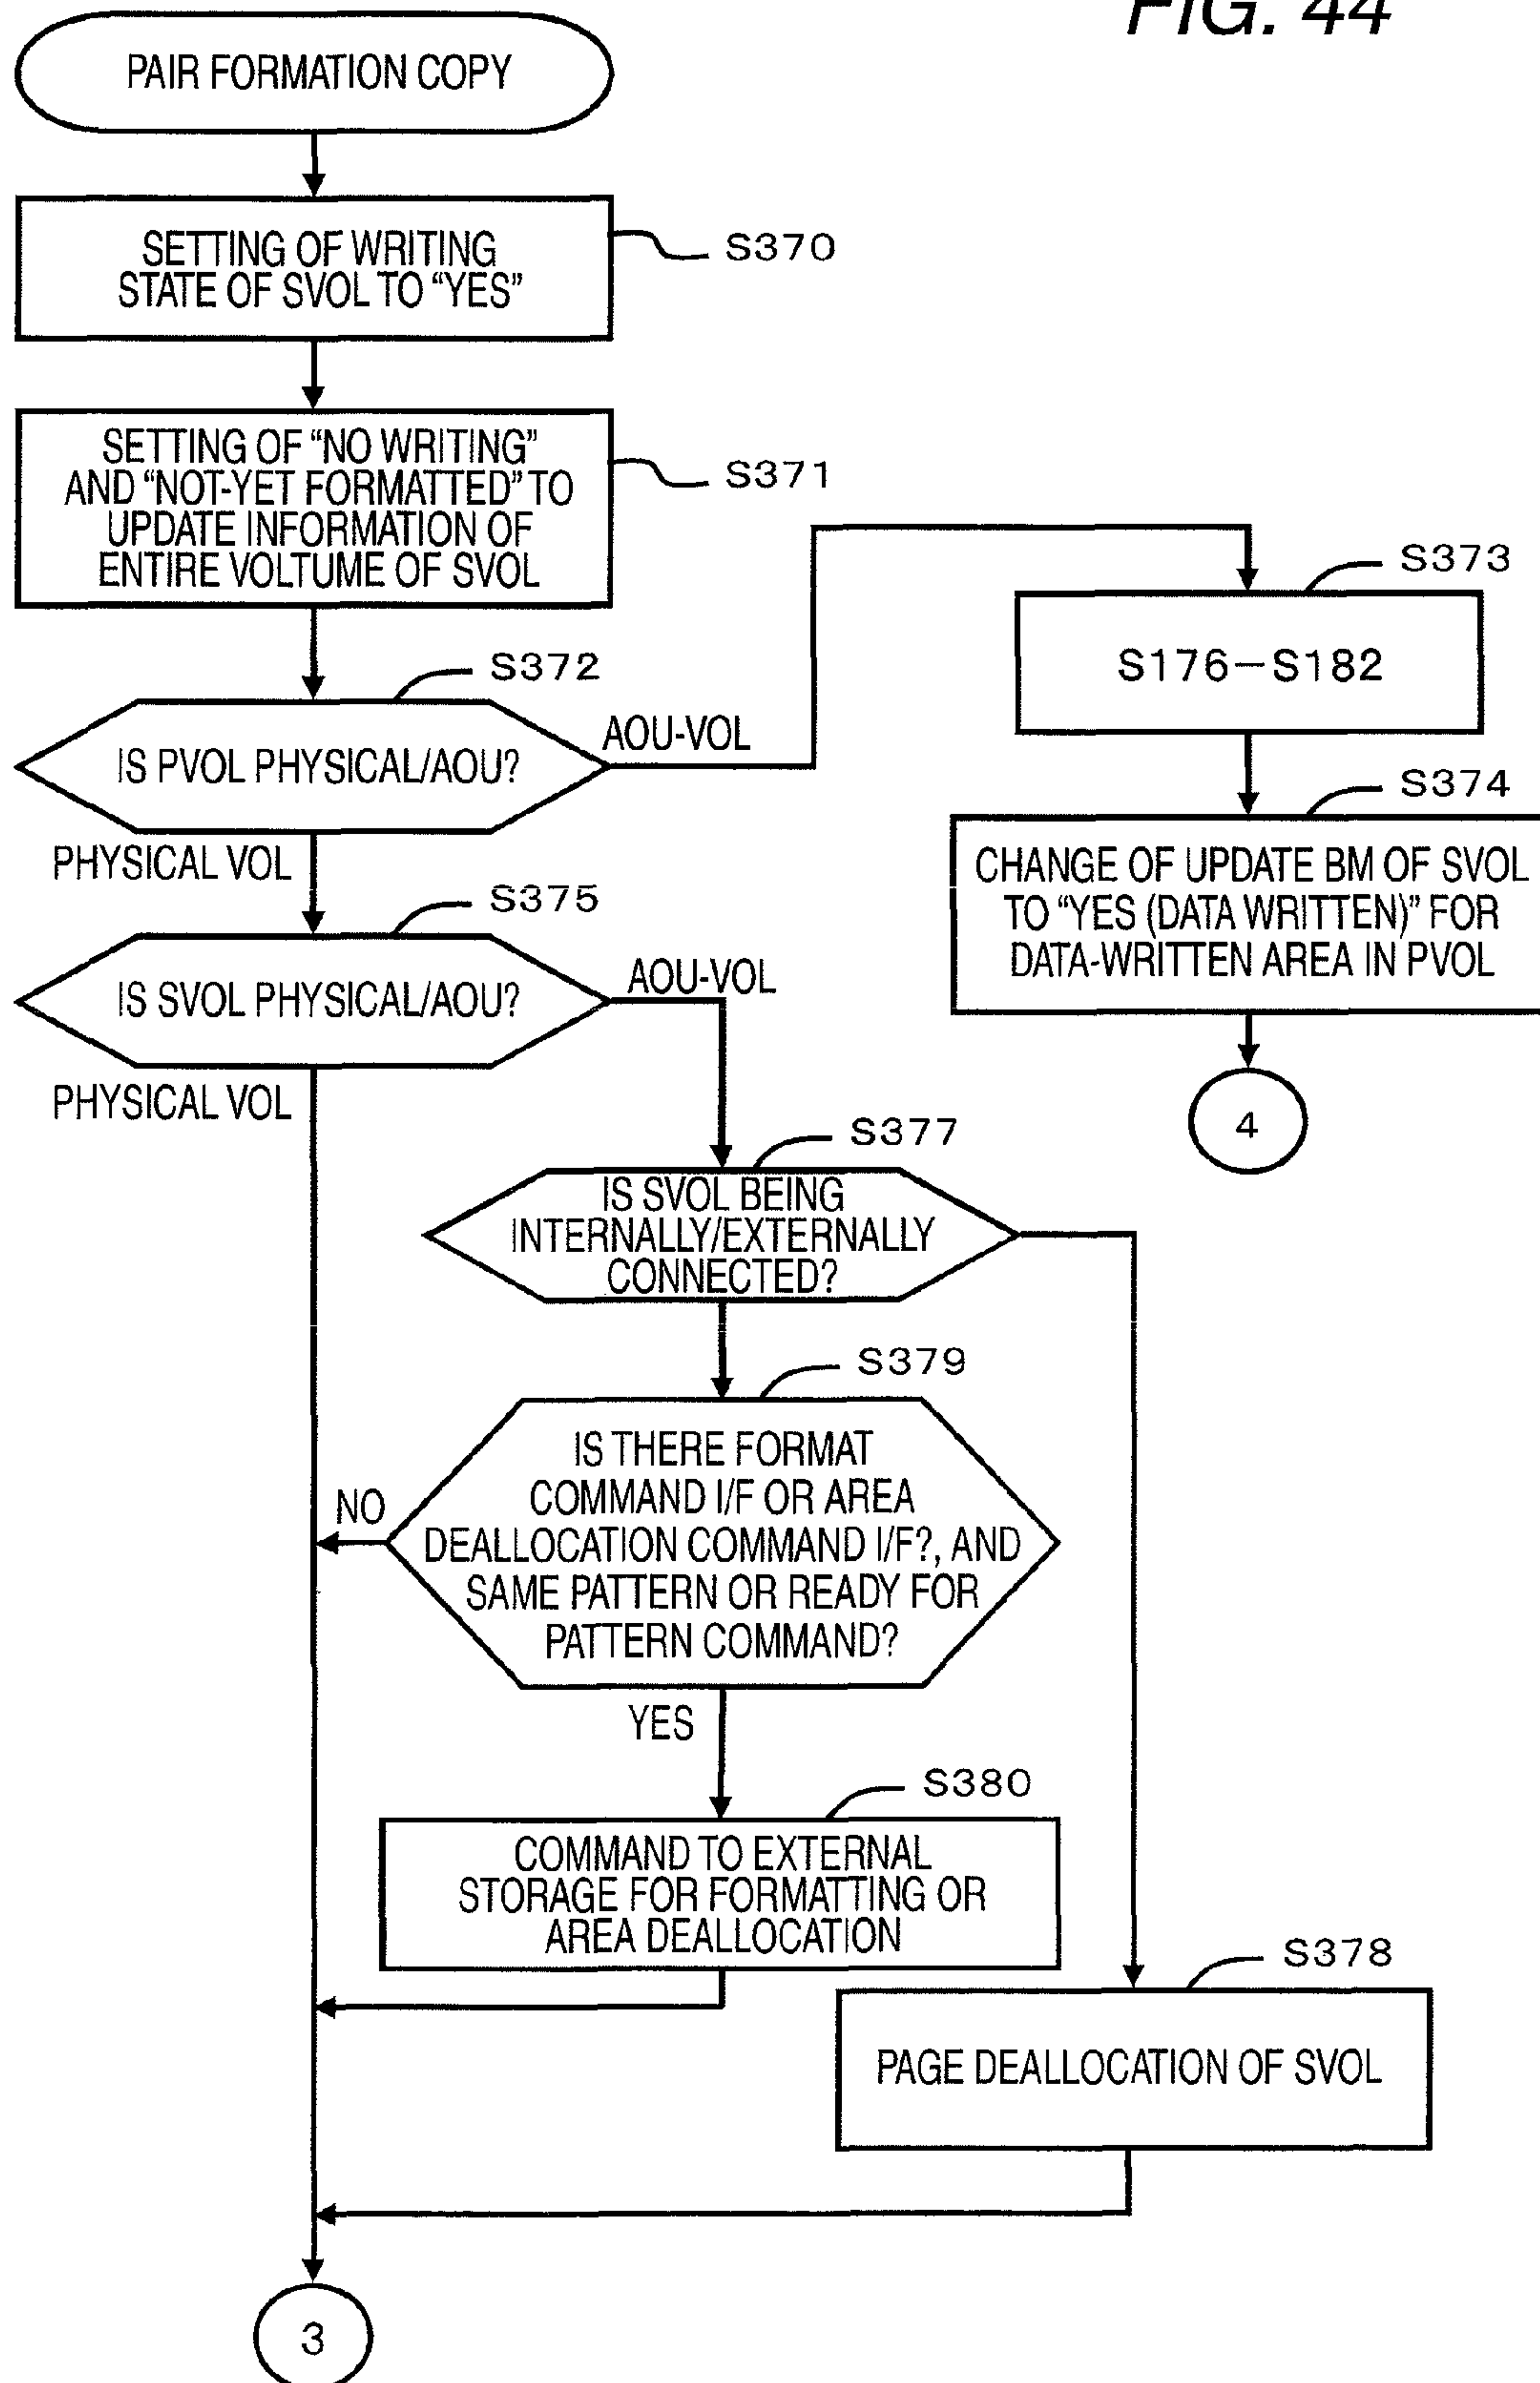 FIG. 44
PAIR FORMATION COPY
SETTING OF WRITING
STATE OF SVOL TO “YES”
S370
SETTING OF “NO WRITING”
AND “NOT-YET FORMATTED” TO
UPDATE INFORMATION OF
ENTIRE VOLTUME OF SVOL
S371
S372
IS PVOL PHYSICAL/AOU?
AOU-VOL
PHYSICAL VOL
S373
S176–S182
S374
CHANGE OF UPDATE BM OF SVOL
TO “YES (DATA WRITTEN)” FOR
DATA-WRITTEN AREA IN PVOL
4
S375
IS SVOL PHYSICAL/AOU?
AOU-VOL
PHYSICAL VOL
S377
IS SVOL BEING
INTERNALLY/EXTERNALLY
CONNECTED?
S379
IS THERE FORMAT
COMMAND I/F OR AREA
DEALLOCATION COMMAND I/F?, AND
SAME PATTERN OR READY FOR
PATTERN COMMAND?
NO
YES
S380
COMMAND TO EXTERNAL
STORAGE FOR FORMATTING OR
AREA DEALLOCATION
S378
PAGE DEALLOCATION OF SVOL
3